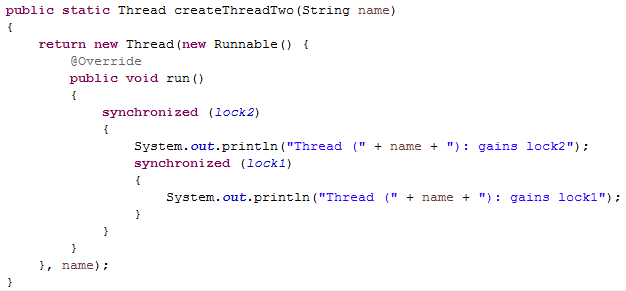 public static Thread createThreadTwo(String name)
{
    return new Thread(new Runnable() {
        @Override
        public void run()
        {
            synchronized (lock2)
            {
                System.out.println("Thread (" + name + "): gains lock2");
                synchronized (lock1)
                {
                    System.out.println("Thread (" + name + "): gains lock1");
                }
            }
        }
    }, name);
}